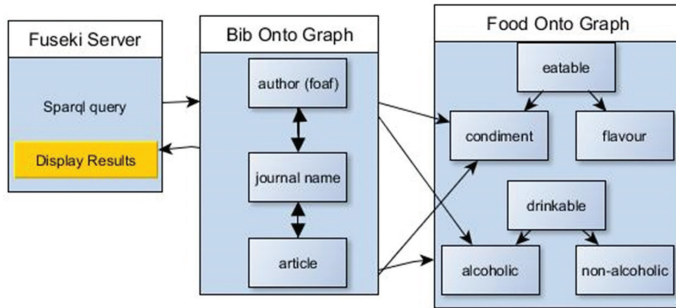 Fuseki Server
Sparql query
Display Results
Bib Onto Graph
author (foaf)
journal name
article
Food Onto Graph
eatable
condiment
flavour
drinkable
alcoholic
non-alcoholic